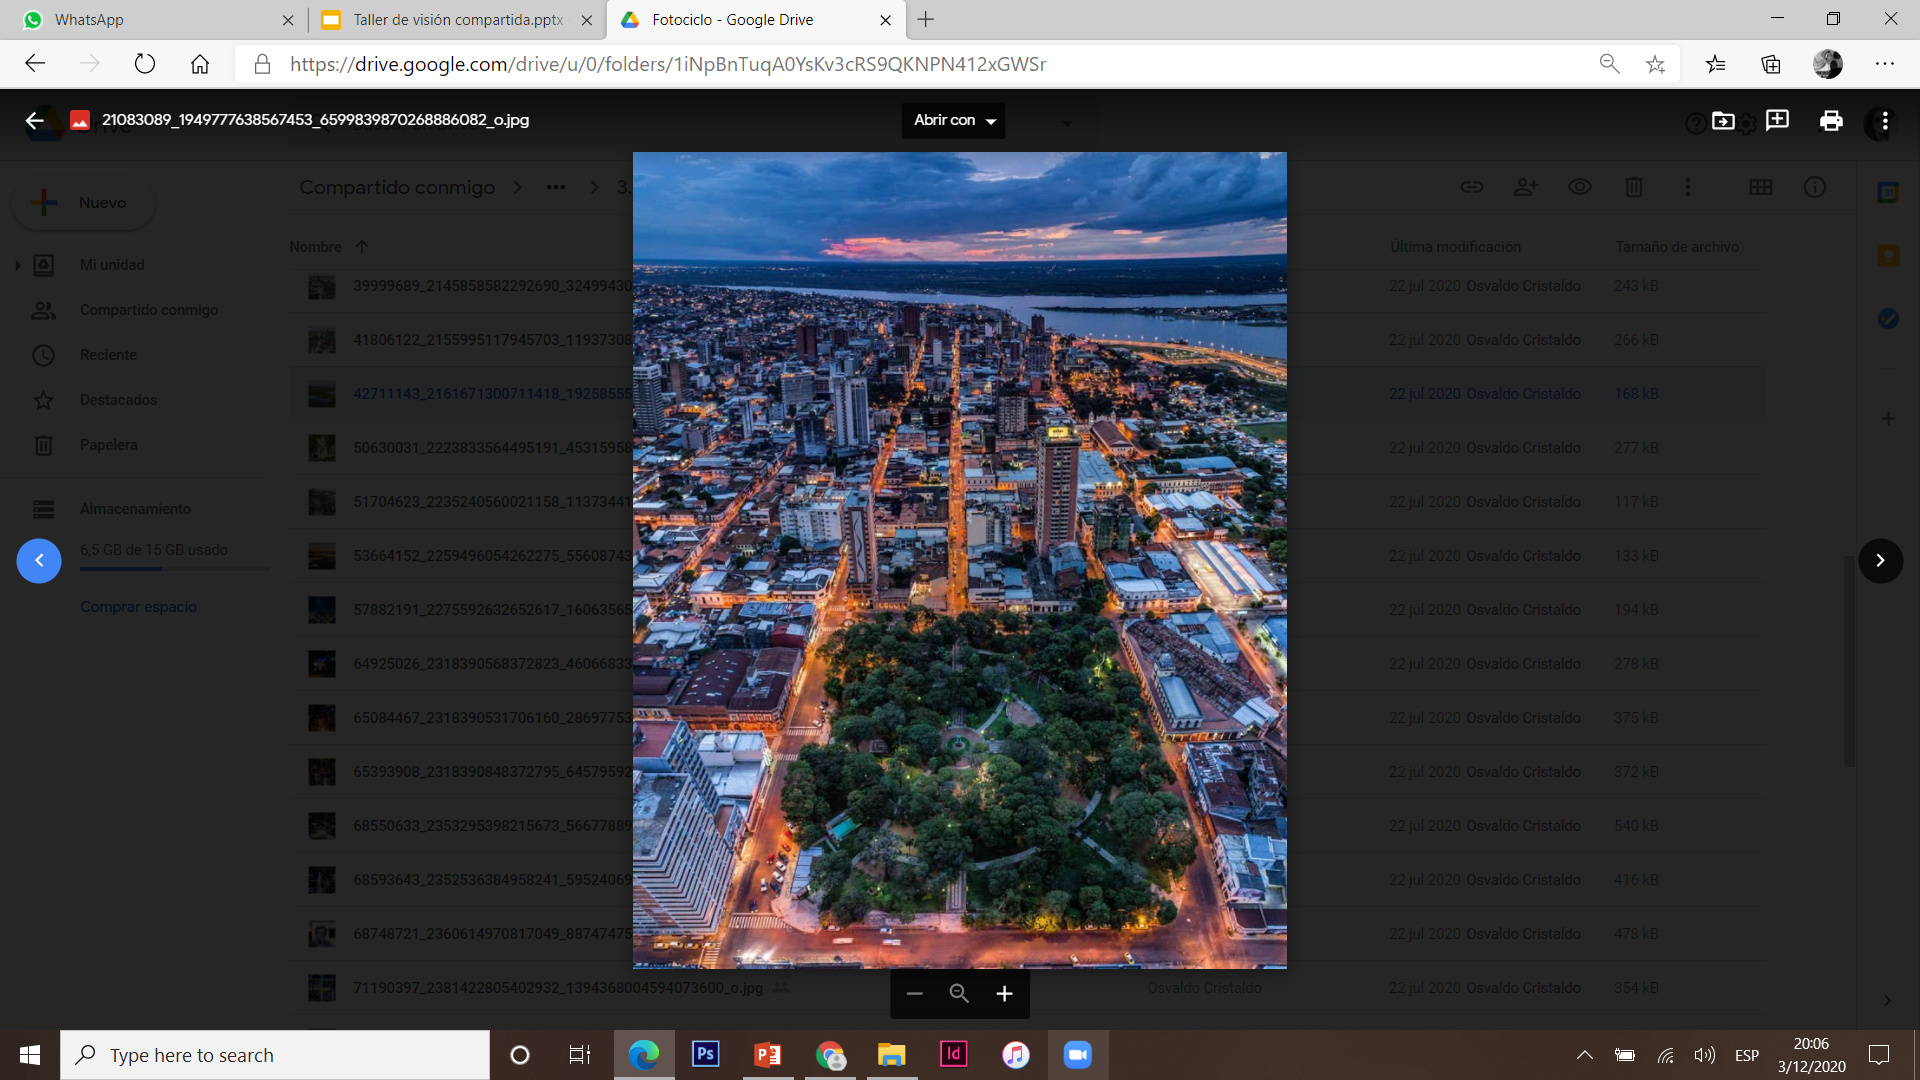 WhatsApp
Taller de visión compartida.pptx
Fotociclo - Google Drive
https://drive.google.com/drive/u/0/folders/1iNpBnTuqA0YsKv3cRS9QKNPN412xGWSr
21083089_1949777638567453_6599839870268886082_o.jpg
Abrir con
Compartido conmigo
3.
Nuevo
Nombre
Última modificación
Tamaño de archivo
Mi unidad
Compartido conmigo
Reciente
Destacados
Papelera
Almacenamiento
6,5 GB de 15 GB usado
Comprar espacio
39999689_2145858582292690_32499430
22 jul 2020 Osvaldo Cristaldo
243 kB
41806122_2155995117945703_11937308
22 jul 2020 Osvaldo Cristaldo
266 kB
42711143_2161671300711418_19258555
22 jul 2020 Osvaldo Cristaldo
168 kB
50630031_2223833564495191_45315958
22 jul 2020 Osvaldo Cristaldo
277 kB
51704623_2235240560021158_11373441
22 jul 2020 Osvaldo Cristaldo
117 kB
53664152_2259496054262275_55608743
22 jul 2020 Osvaldo Cristaldo
133 kB
57882191_2275592632652617_16063565
22 jul 2020 Osvaldo Cristaldo
194 kB
64925026_2318390568372823_46066833
22 jul 2020 Osvaldo Cristaldo
278 kB
65084467_2318390531706160_28697753
22 jul 2020 Osvaldo Cristaldo
375 kB
65393908_2318390848372795_64579592
22 jul 2020 Osvaldo Cristaldo
372 kB
68550633_2353295398215673_56677889
22 jul 2020 Osvaldo Cristaldo
540 kB
68593643_2352536384958241_59524069
22 jul 2020 Osvaldo Cristaldo
416 kB
68748721_2360614970817049_88747475
22 jul 2020 Osvaldo Cristaldo
478 kB
71190397_2381422805402932_1394368004594073600_o.jpg
Osvaldo Cristaldo
22 jul 2020 Osvaldo Cristaldo
354 kB
Type here to search
Ps
Id
ESP
20:06
3/12/2020